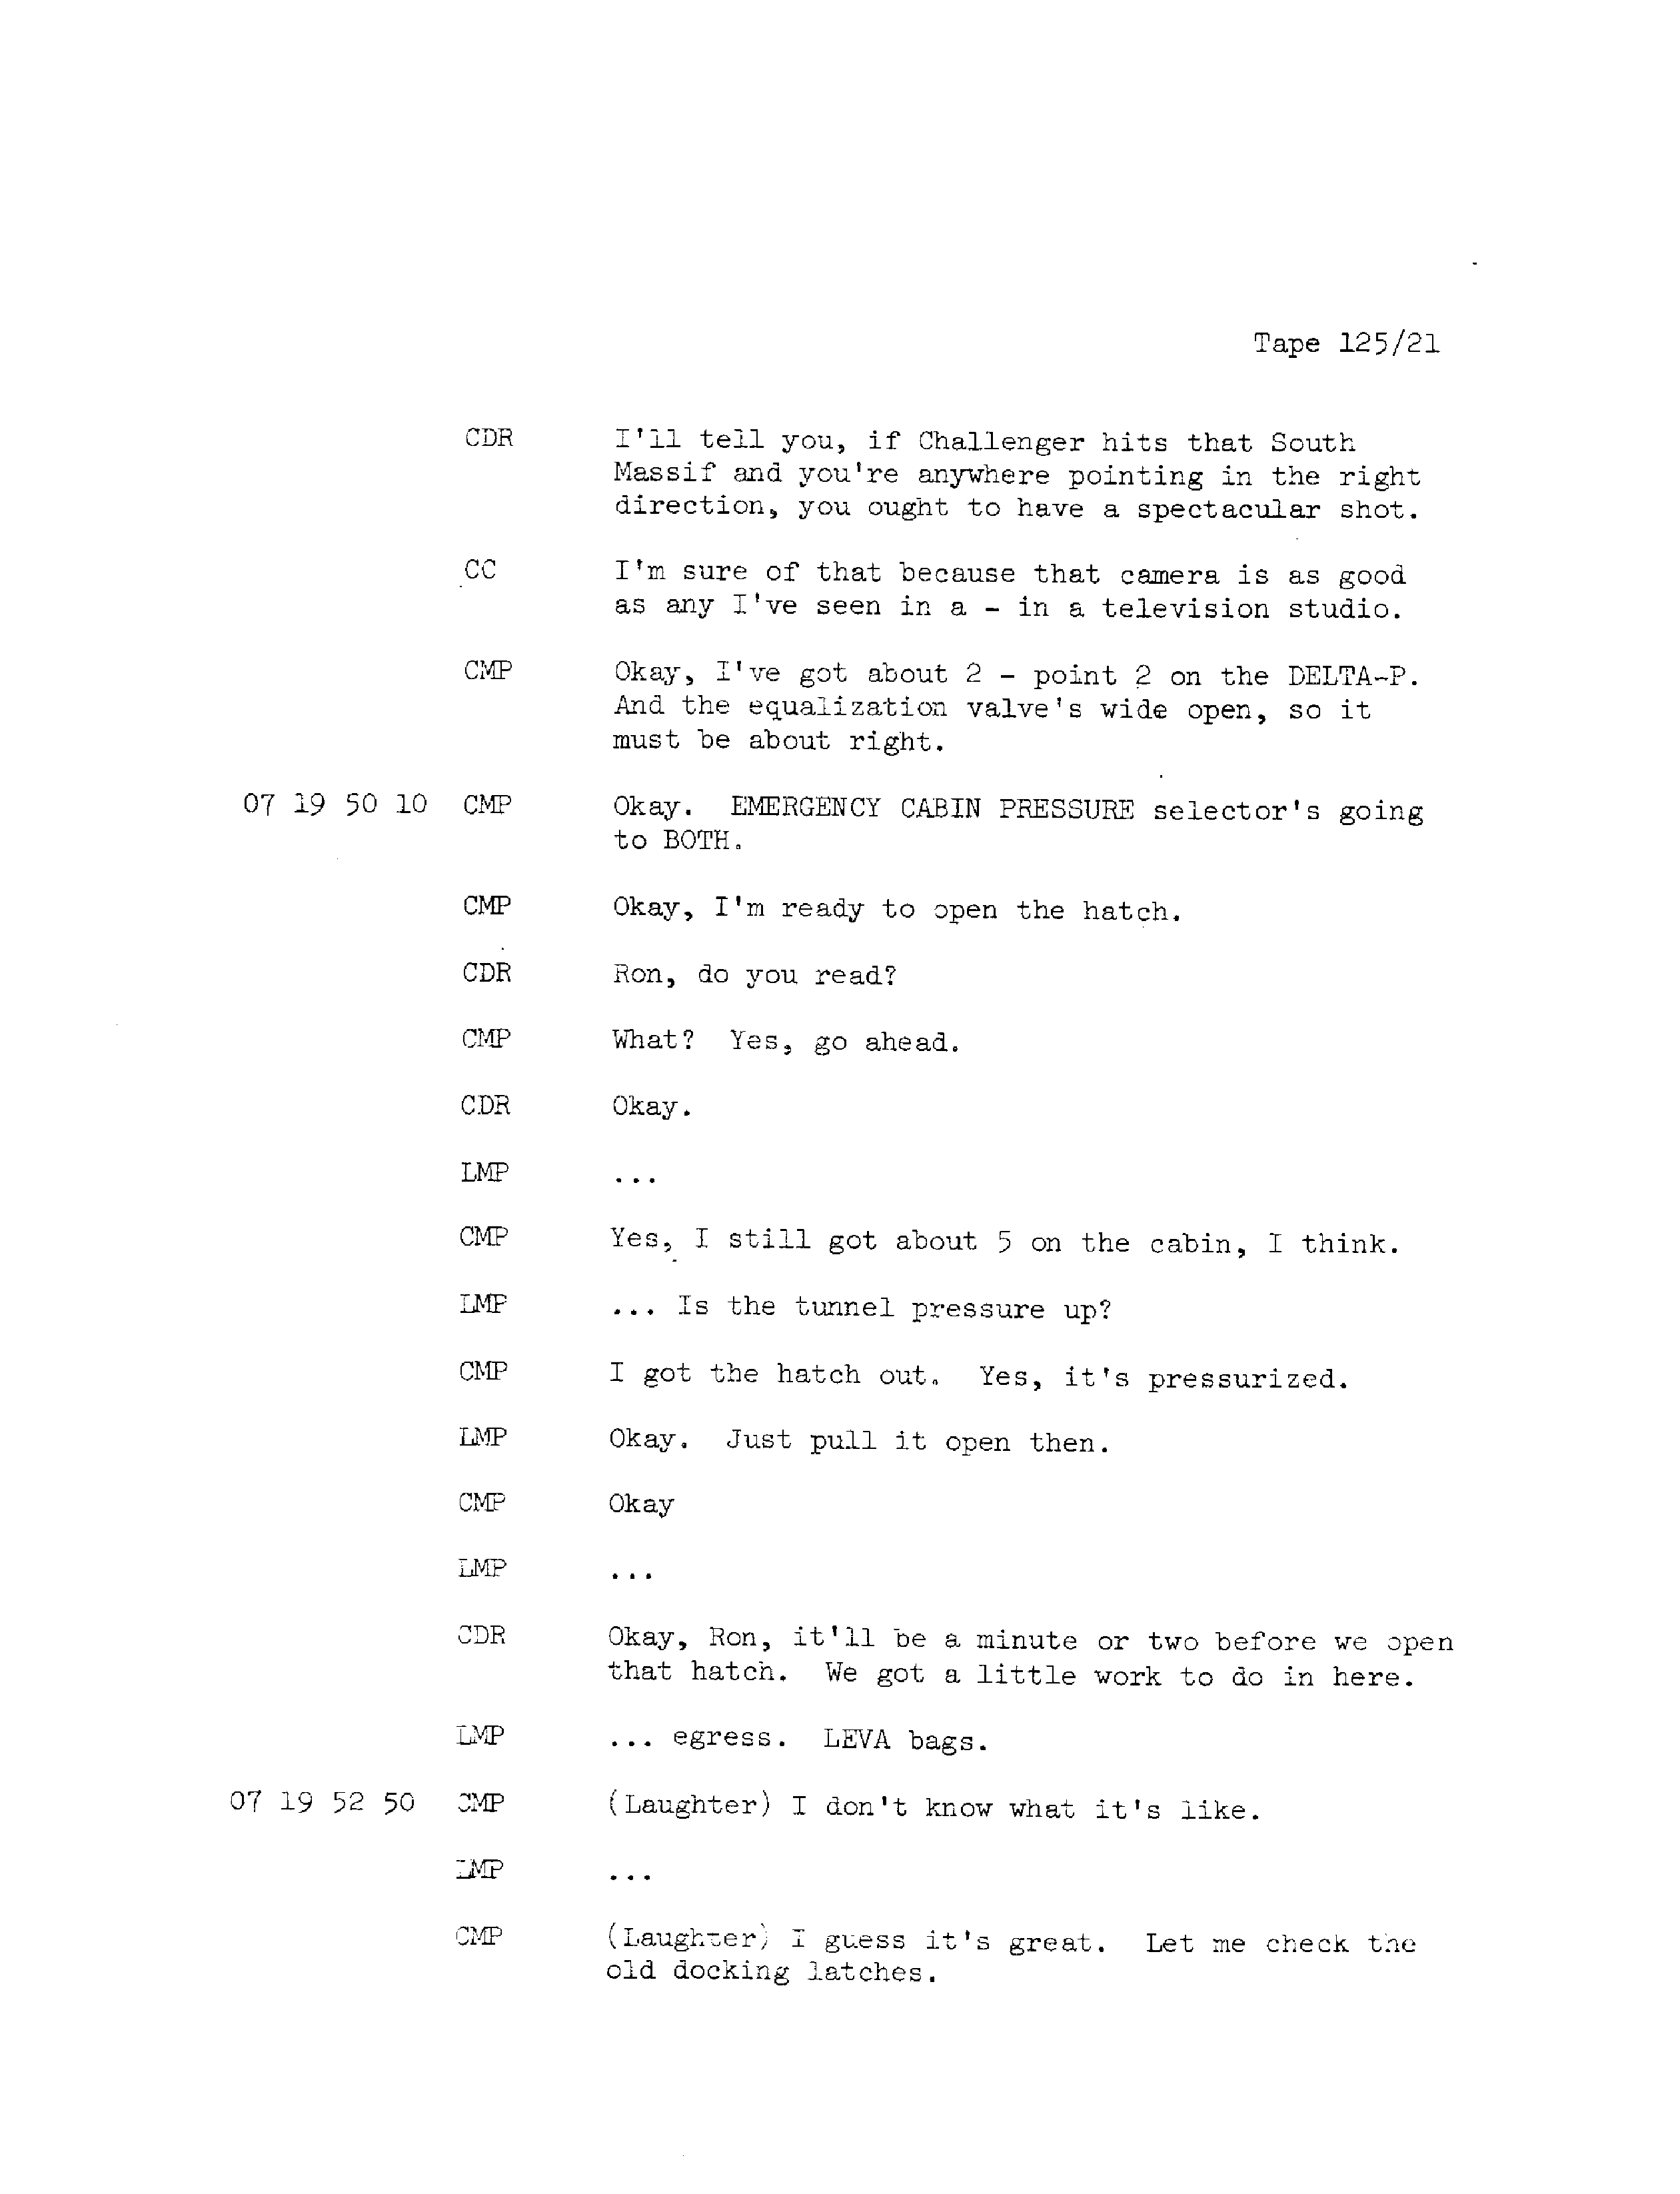 Tape 125/21
CDR I'll tell you, if Challenger hits that South
Massif and you're anywhere pointing in the right
direction, you ought to have a spectacular shot.
CC I'm sure of that because that camera is as good
as any I've seen in a - in a television studio.
CMP Okay, I've got about 2 - point 2 on the DELTA-P.
And the equalization valve's wide open, so it
must be about right.
07 19 50 10 CMP Okay. EMERGENCY CABIN PRESSURE selector's going
to BOTH.
CMP Okay, I'm ready to open the hatch.
CDR Ron, do you read?
CMP What? Yes, go ahead.
CDR Okay.
LMP ...
CMP Yes, I still got about 5 on the cabin, I think.
LMP ... Is the tunnel pressure up?
CMP I got the hatch out. Yes, it's pressurized.
LMP Okay. Just pull it open then.
CMP Okay
LMP ...
CDR Okay, Ron, it'll be a minute or two before we open
that hatch. We got a little work to do in here.
LMP ... egress. LEVA bags.
07 19 52 50 CMP (Laughter) I don't know what it's like.
LMP ...
CMP (Laughter) I guess it's great. Let me check the
old docking latches.